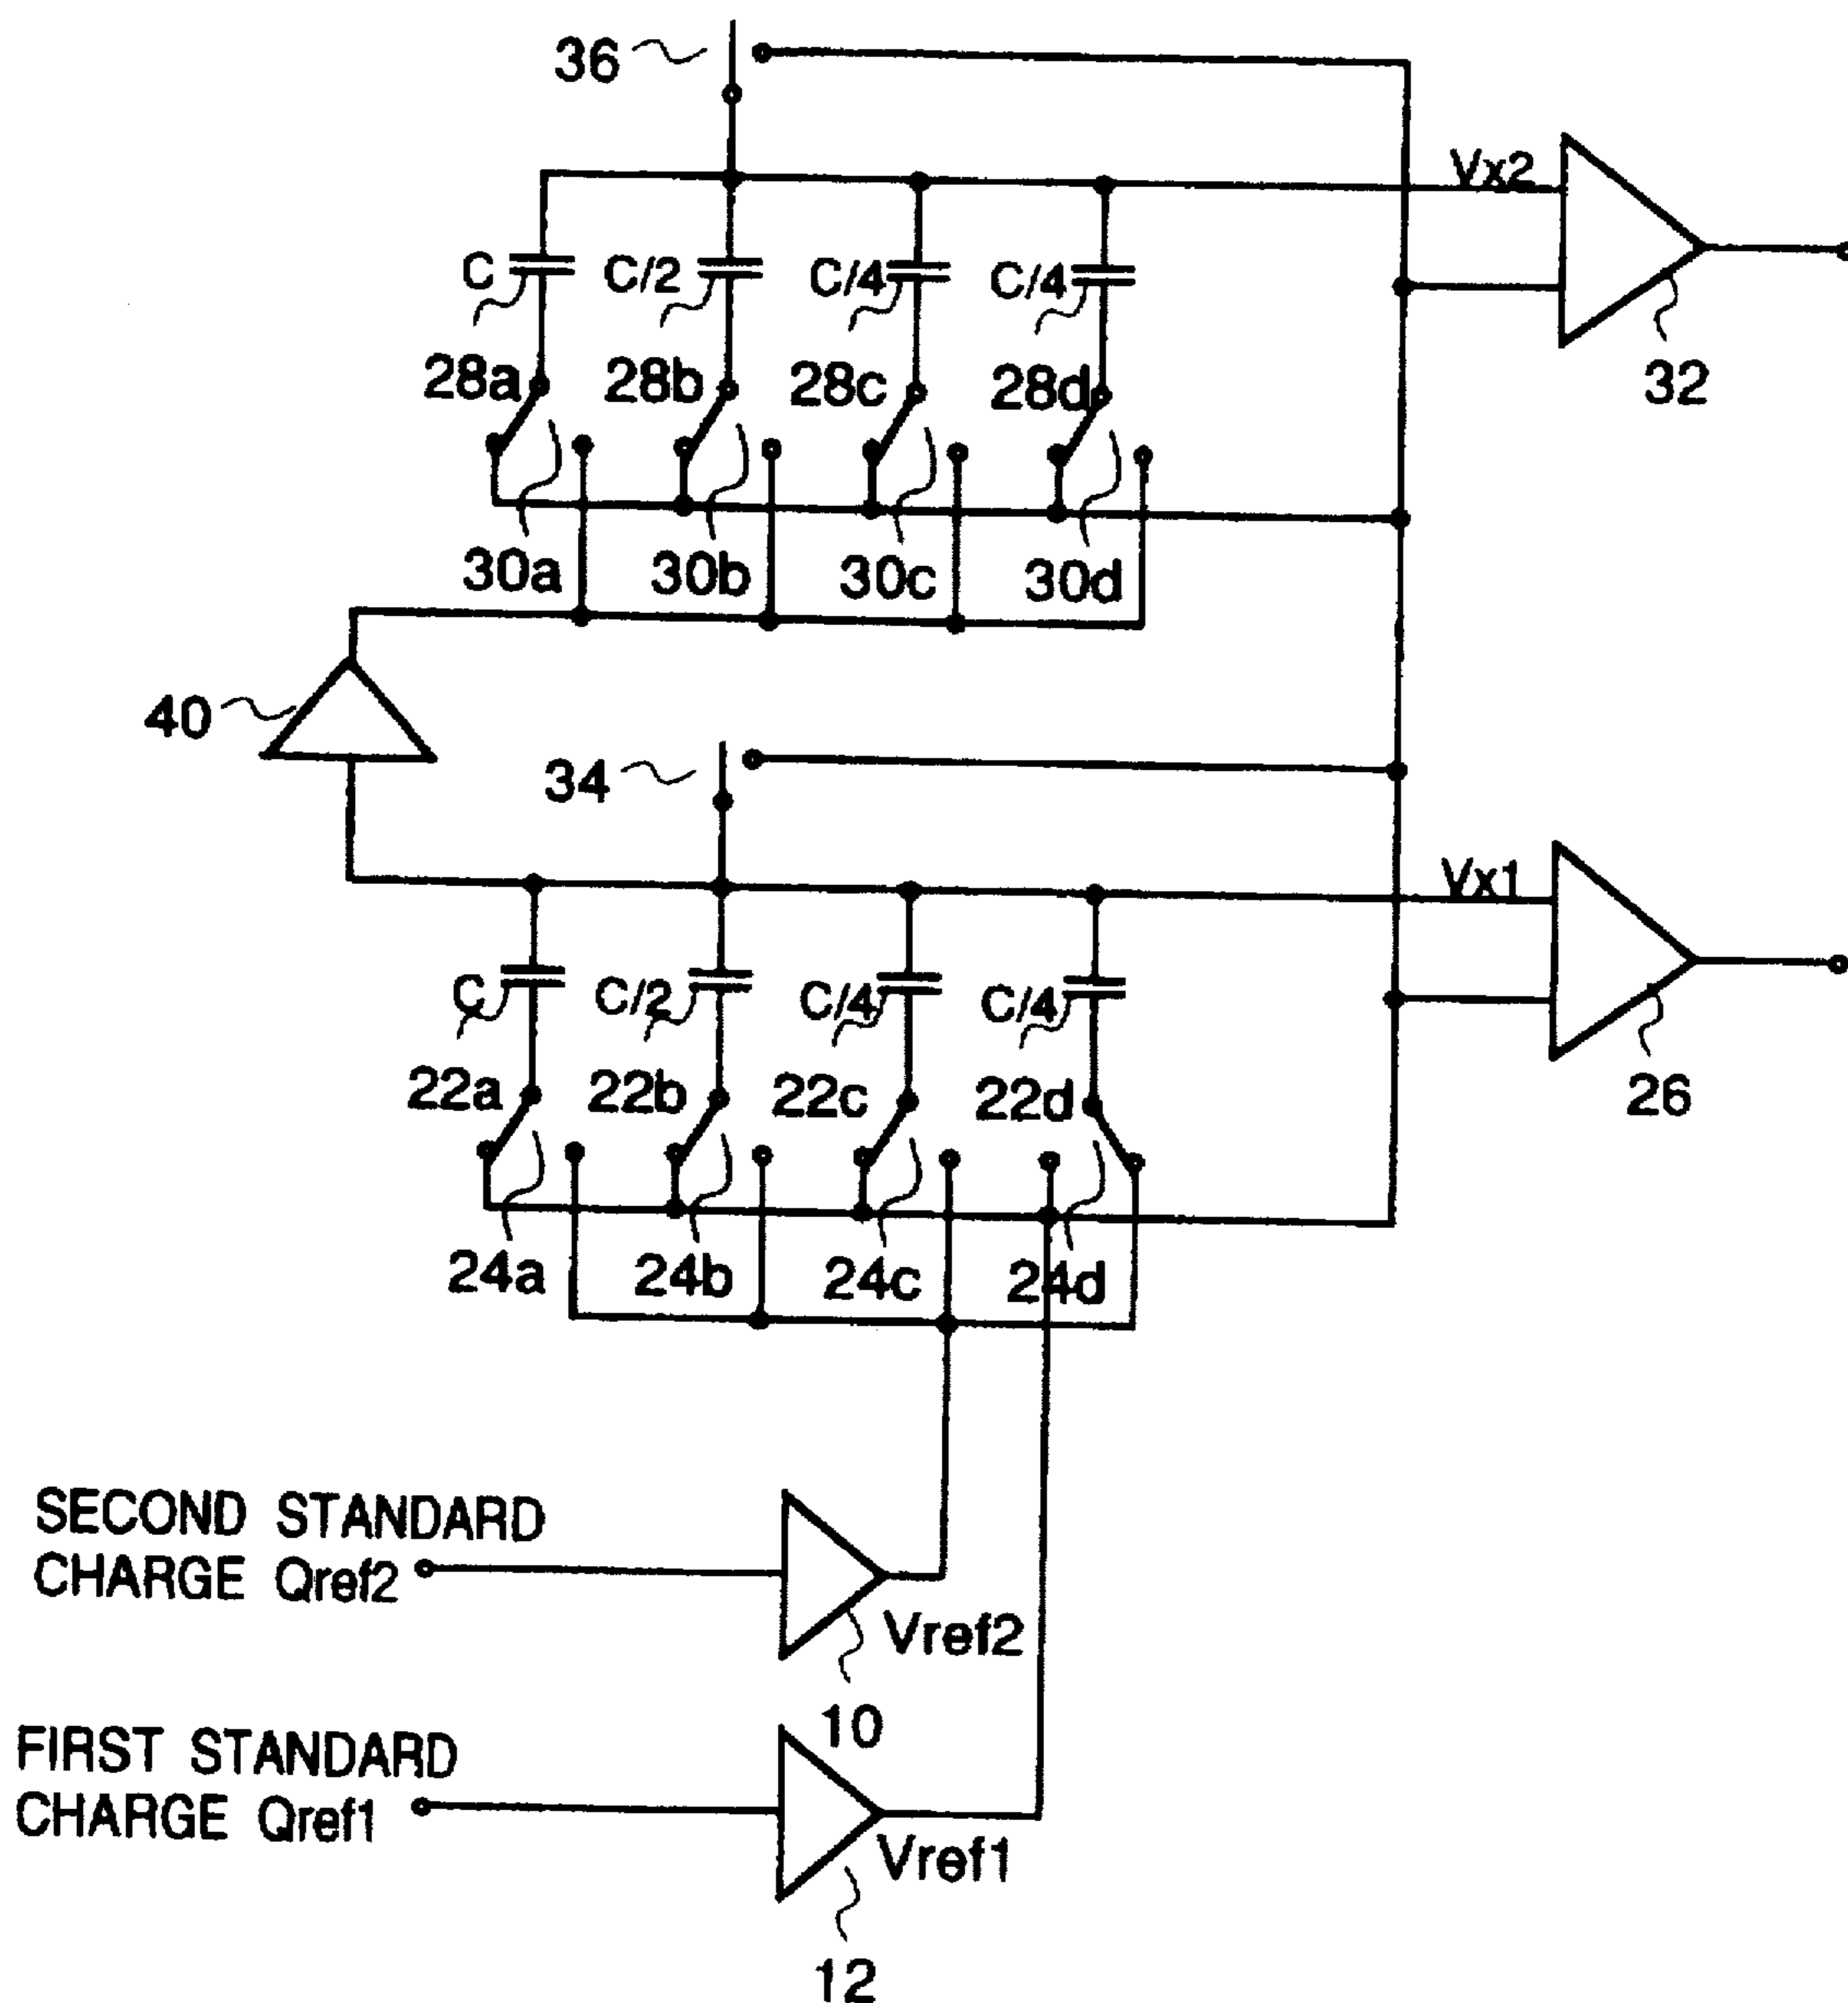 36
Vx2
C C/2 C/4 C/4
28a 28b 28c 28d
32
30a 30b 30c 30d
40
34
Vx1
C C/2 C/4 C/4
22a 22b 22c 22d
26
24a 24b 24c 24d
SECOND STANDARD
CHARGE Qref2
Vref2
10
FIRST STANDARD
CHARGE Qref1
Vref1
12